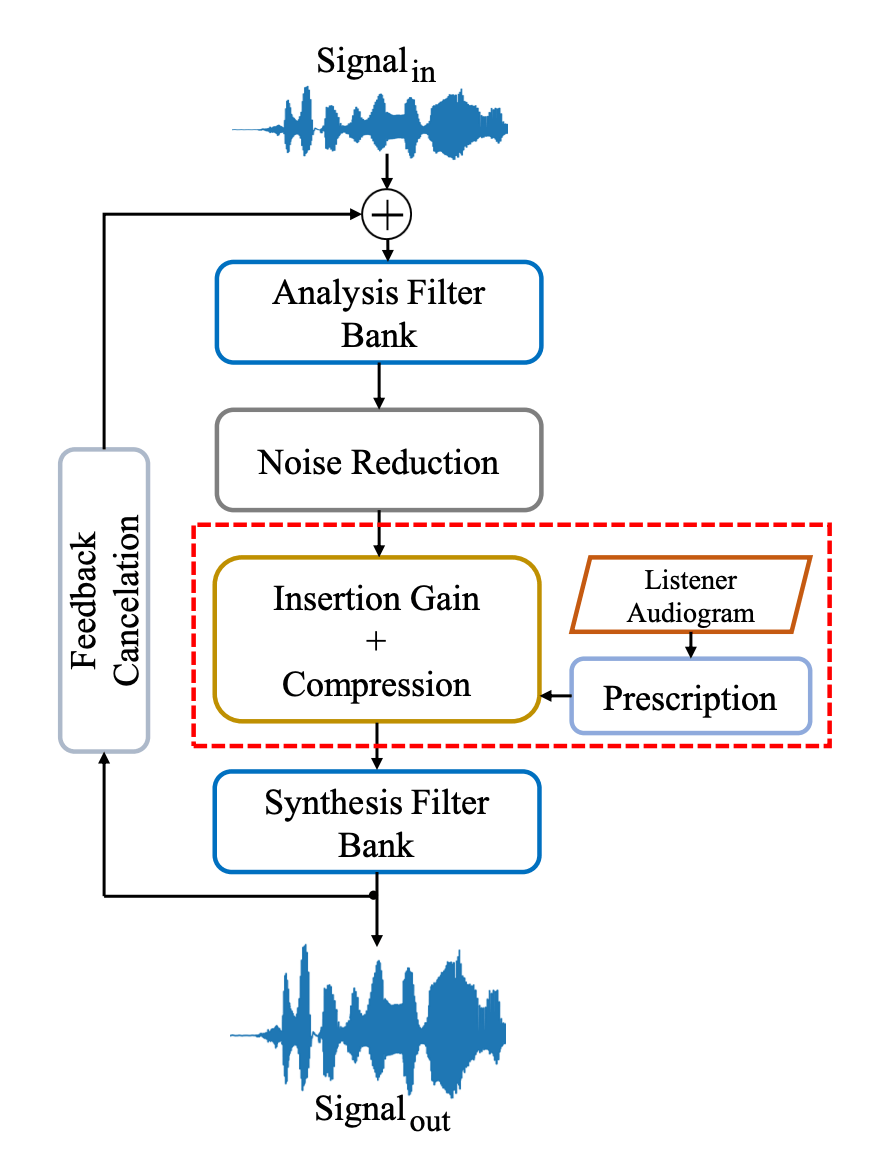 Signal in
Analysis Filter
Bank
Noise Reduction
Feedback
Cancelation
Insertion Gain
+
Compression
Listener
Audiogram
Prescription
Synthesis Filter
Bank
Signal out